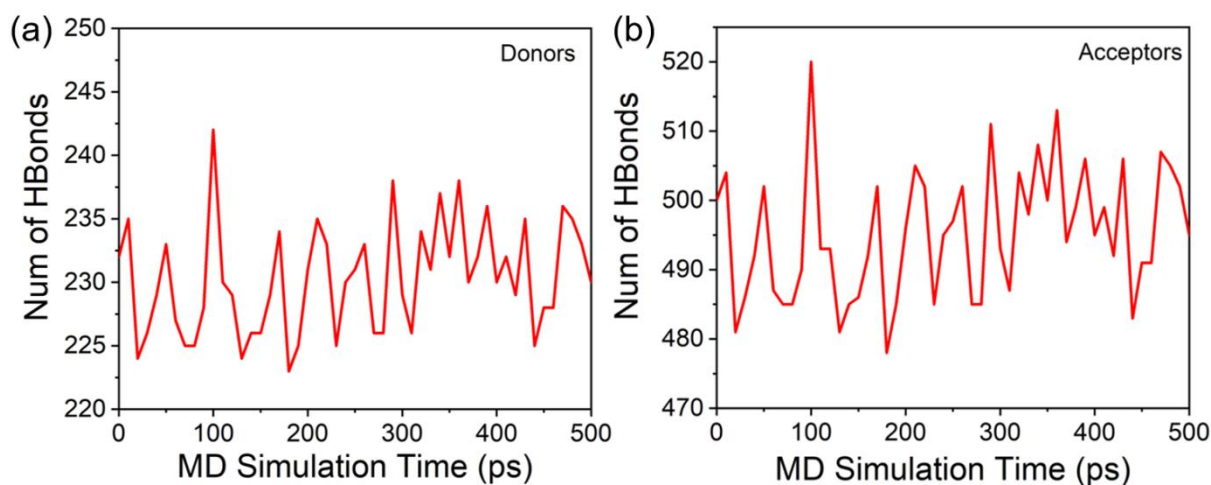 (a)
Donors
Num of HBonds
250
245
240
235
230
225
220
0 100 200 300 400 500
MD Simulation Time (ps)
(b)
Acceptors
Num of HBonds
520
510
500
490
480
470
0 100 200 300 400 500
MD Simulation Time (ps)